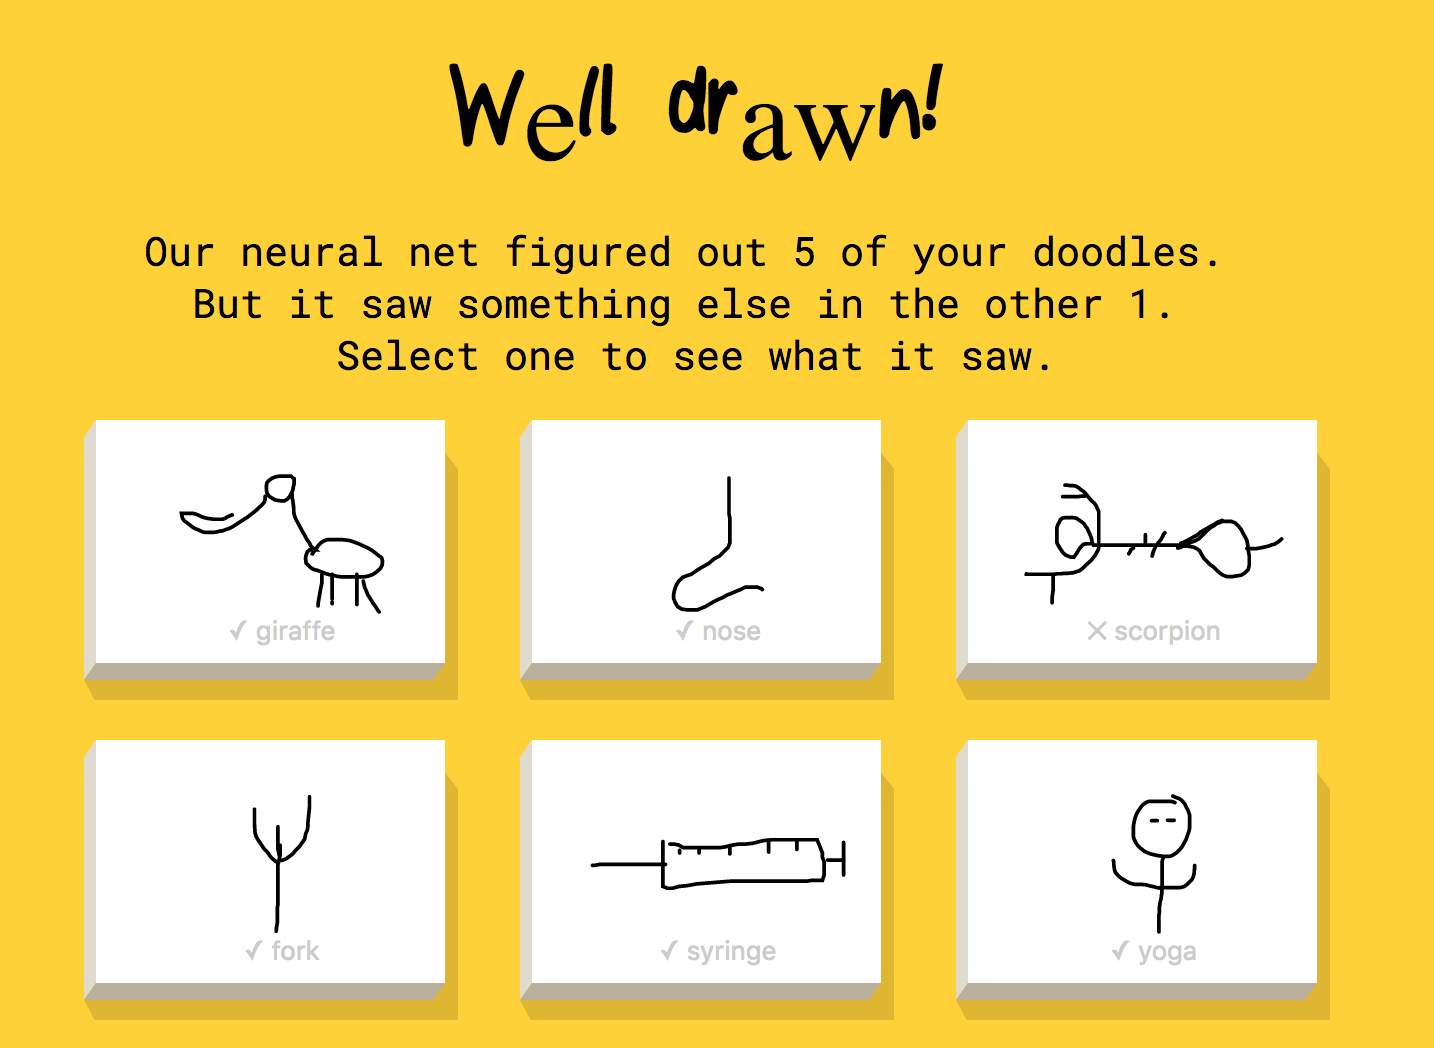 Well drawn!
Our neural net figured out 5 of your doodles.
But it saw something else in the other 1.
Select one to see what it saw.
✓ giraffe
✓ nose
✕ scorpion
✓ fork
✓ syringe
✓ yoga